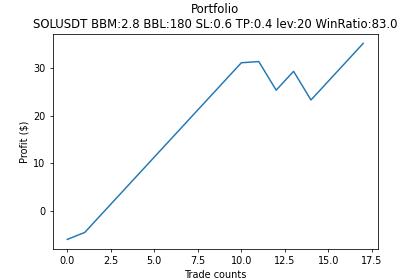 Portfolio
SOLUSDT BBM:2.8 BBL:180 SL:0.6 TP:0.4 lev:20 WinRatio:83.0
30
20
10
0
Profit ($)
0.0 2.5 5.0 7.5 10.0 12.5 15.0 17.5
Trade counts